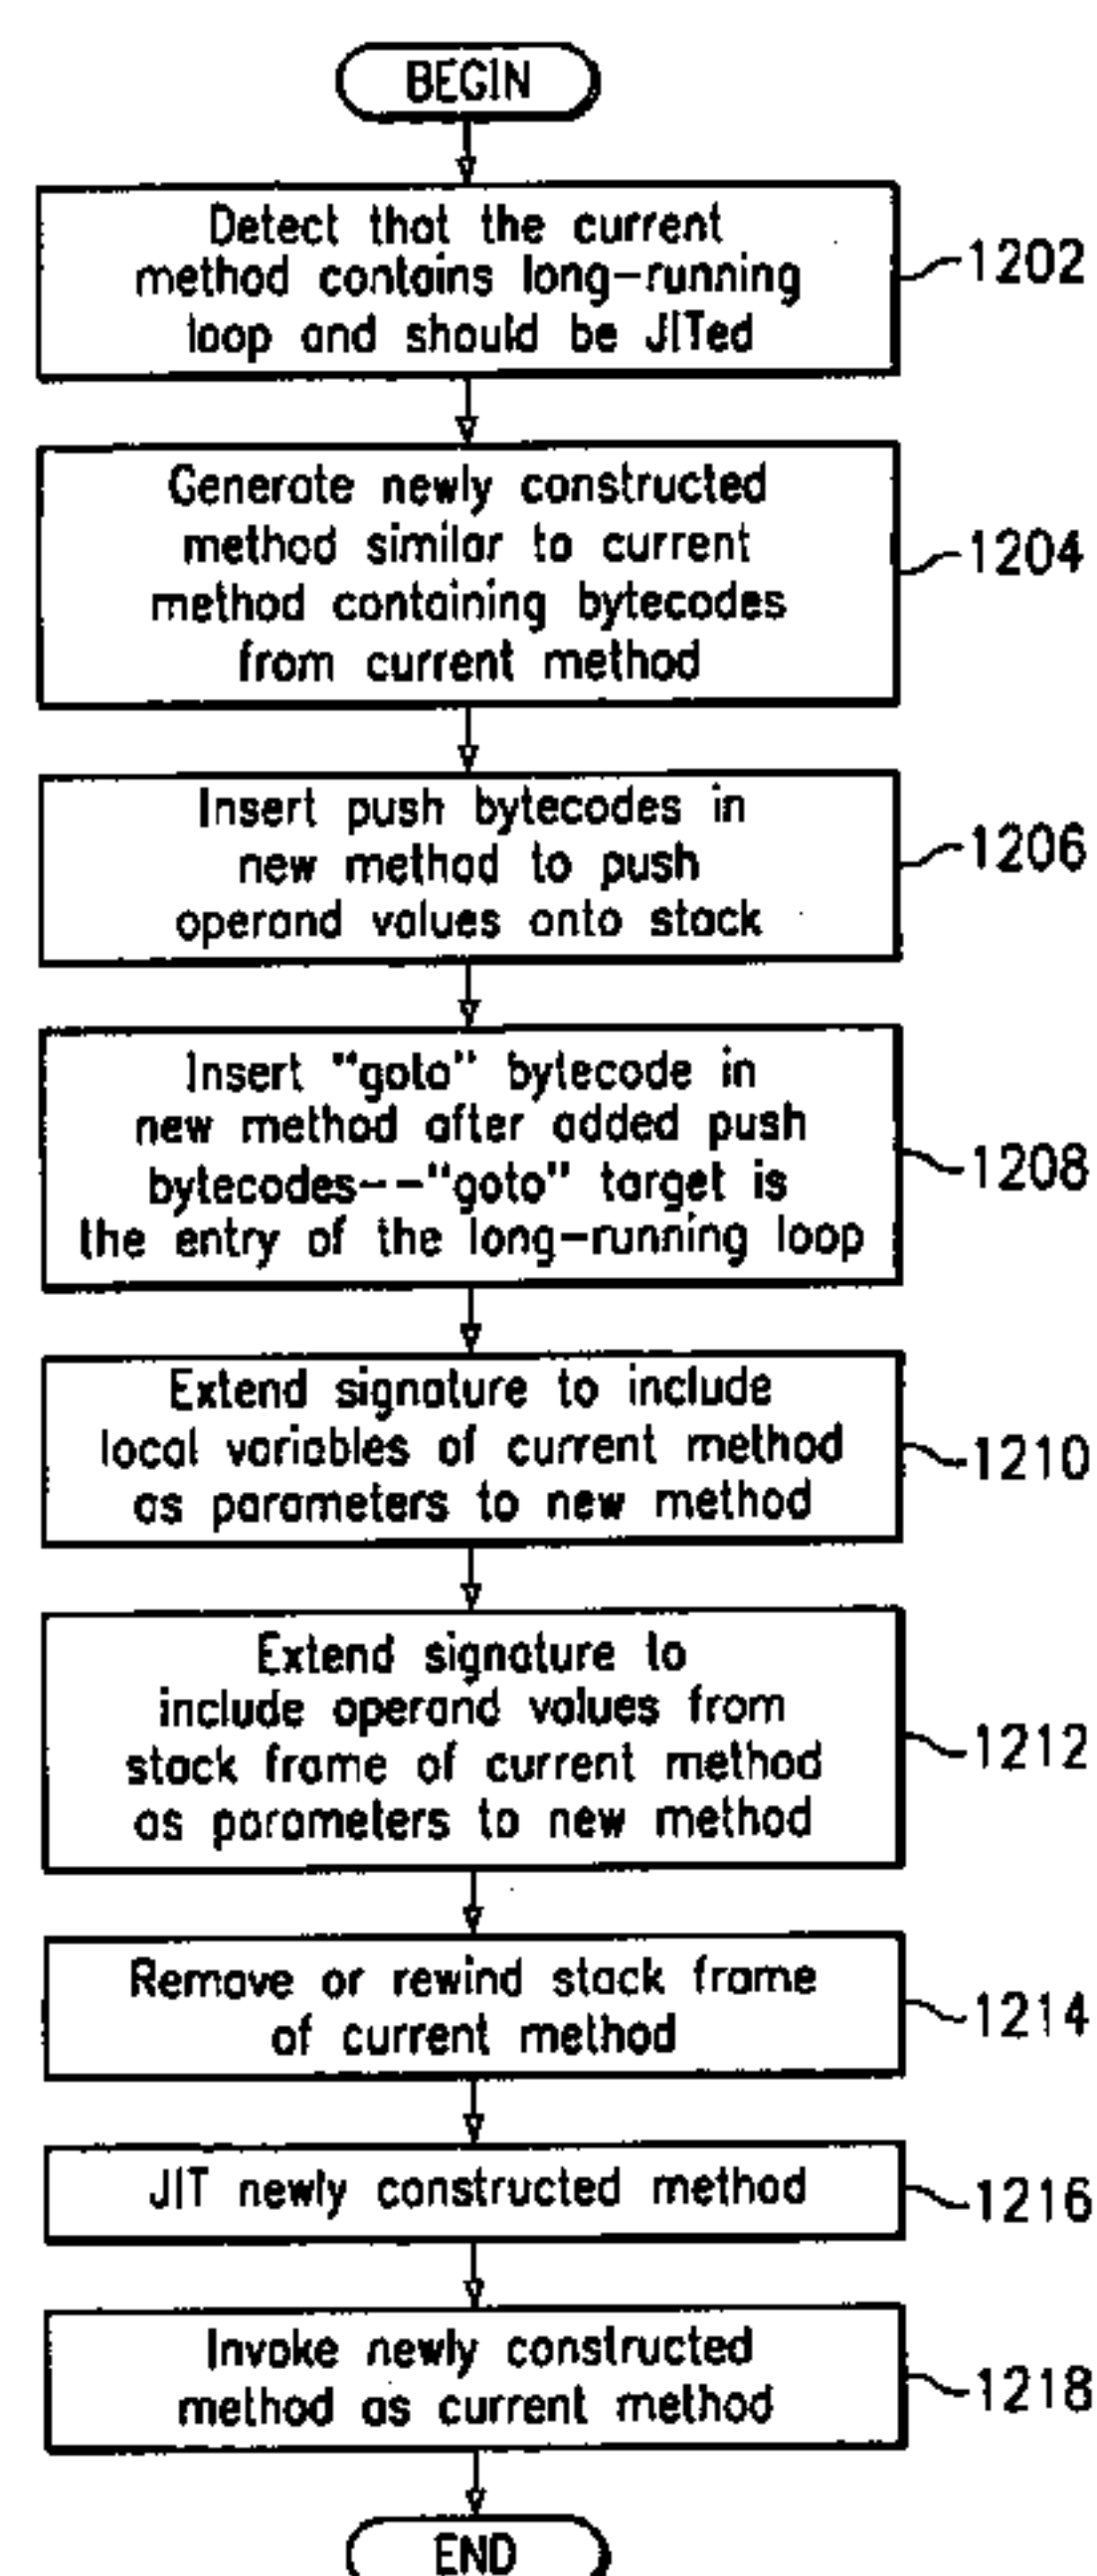 BEGIN
Detect that the current
method contains long-running
loop and should be JITed
1202
Generate newly constructed
method similar to current
method containing bytecodes
from current method
1204
Insert push bytecodes in
new method to push
operand values onto stack
1206
Insert "goto" bytecode in
new method after added push
bytecodes--"goto" target is
the entry of the long-running loop
1208
Extend signature to include
local variables of current method
as parameters to new method
1210
Extend signature to
include operand values from
stack frame of current method
as parameters to new method
1212
Remove or rewind stack frame
of current method
1214
JIT newly constructed method
1216
Invoke newly constructed
method as current method
1218
END